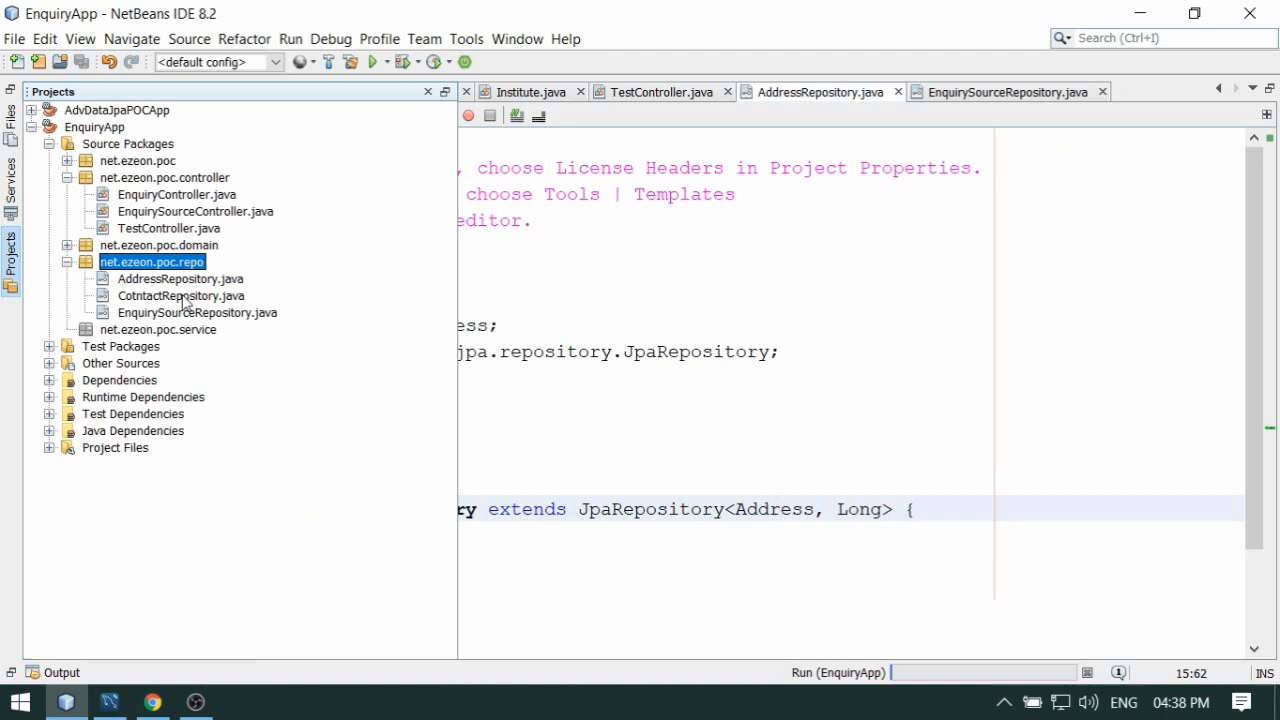 EnquiryApp - NetBeans IDE 8.2
File Edit View Navigate Source Refactor Run Debug Profile Team Tools Window Help
Search (Ctrl+I)
<default config>
Projects
Institute.java
TestController.java
AddressRepository.java
EnquirySourceRepository.java
Files
Services
Projects
AdvDataJpaPOCApp
EnquiryApp
Source Packages
net.ezeon.poc
net.ezeon.poc.controller
EnquiryController.java
EnquirySourceController.java
TestController.java
net.ezeon.poc.domain
net.ezeon.poc.repo
AddressRepository.java
CotntactRepository.java
EnquirySourceRepository.java
net.ezeon.poc.service
Test Packages
Other Sources
Dependencies
Runtime Dependencies
Test Dependencies
Java Dependencies
Project Files
, choose License Headers in Project Properties.
choose Tools | Templates
editor.
ess;
jpa.repository.JpaRepository;
ry extends JpaRepository<Address, Long> {
Output
Run (EnquiryApp)
1
15:62
INS
ENG
04:38 PM